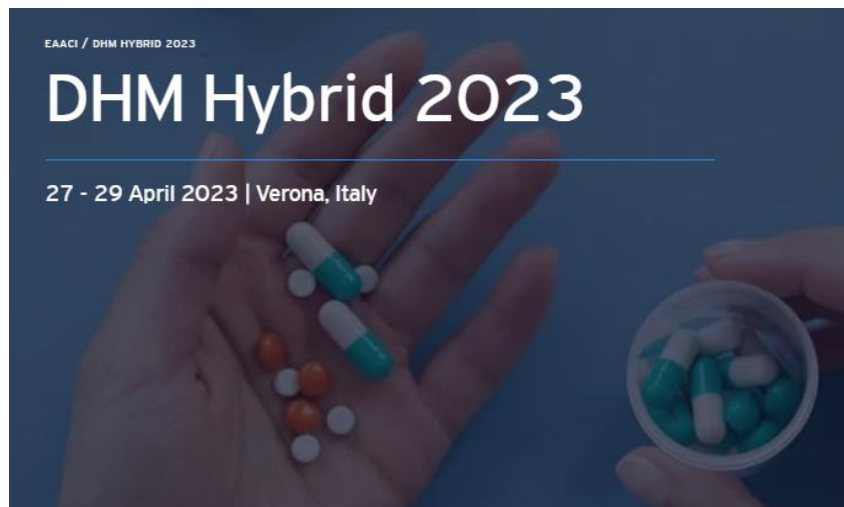 EAACI / DHM HYBRID 2023
DHM Hybrid 2023
27 - 29 April 2023 | Verona, Italy